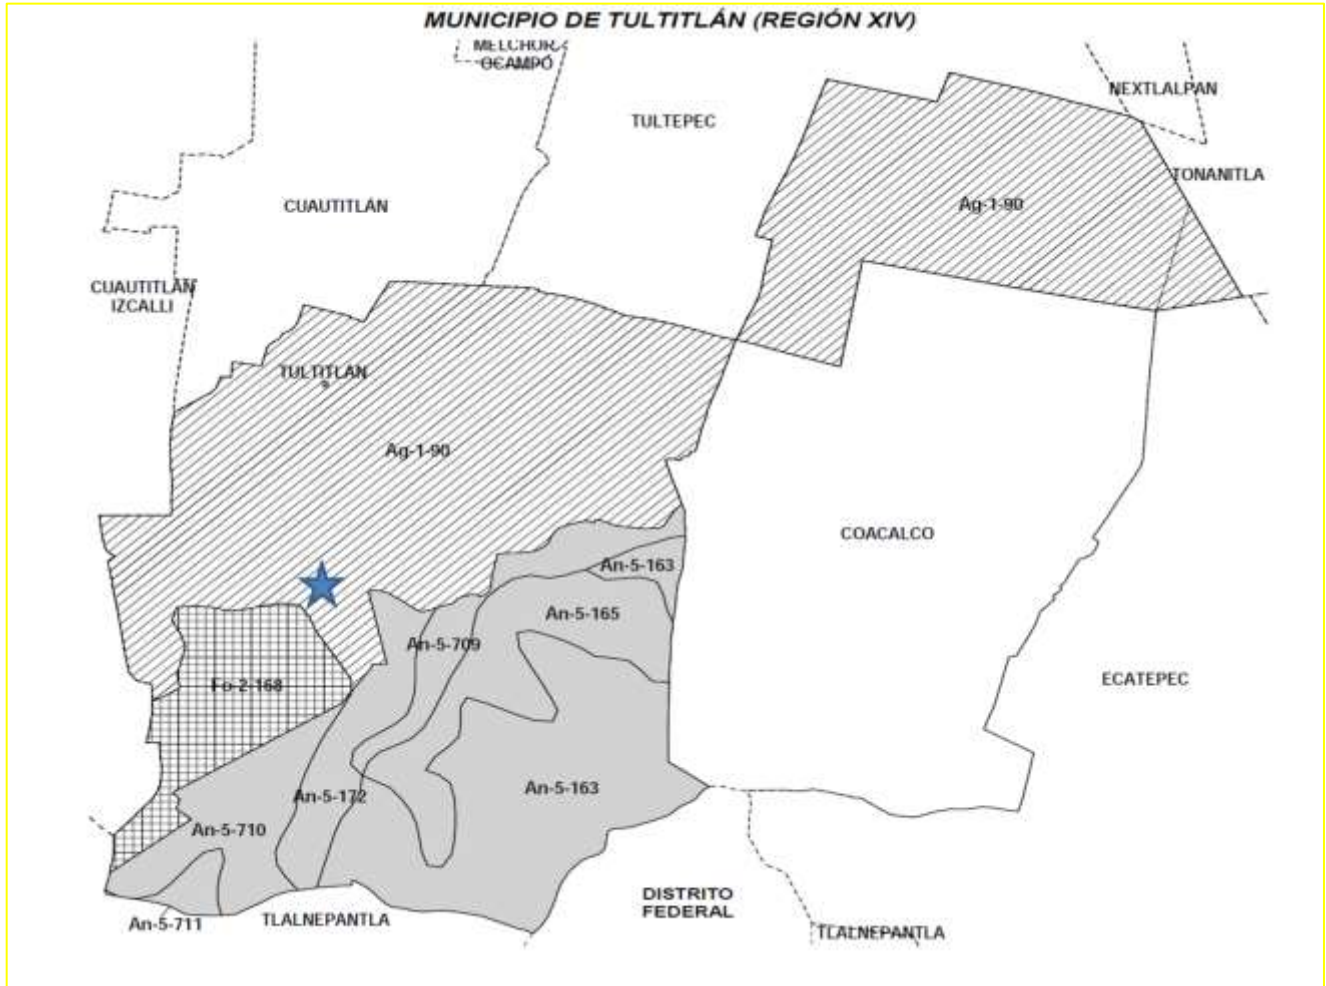 MUNICIPIO DE TULTITLÁN (REGIÓN XIV)
MELCHOR
OCAMPO
NEXTLALPAN
TULTEPEC
TONANITLA
CUAUTITLÁN
Ag-1-90
CUAUTITLÁN
IZCALLI
TULTITLÁN
Ag-1-90
COACALCO
An-5-163
An-5-165
An-5-709
ECATEPEC
Fo-2-168
An-5-172
An-5-163
An-5-710
DISTRITO
FEDERAL
An-5-711
TLALNEPANTLA
TLALNEPANTLA